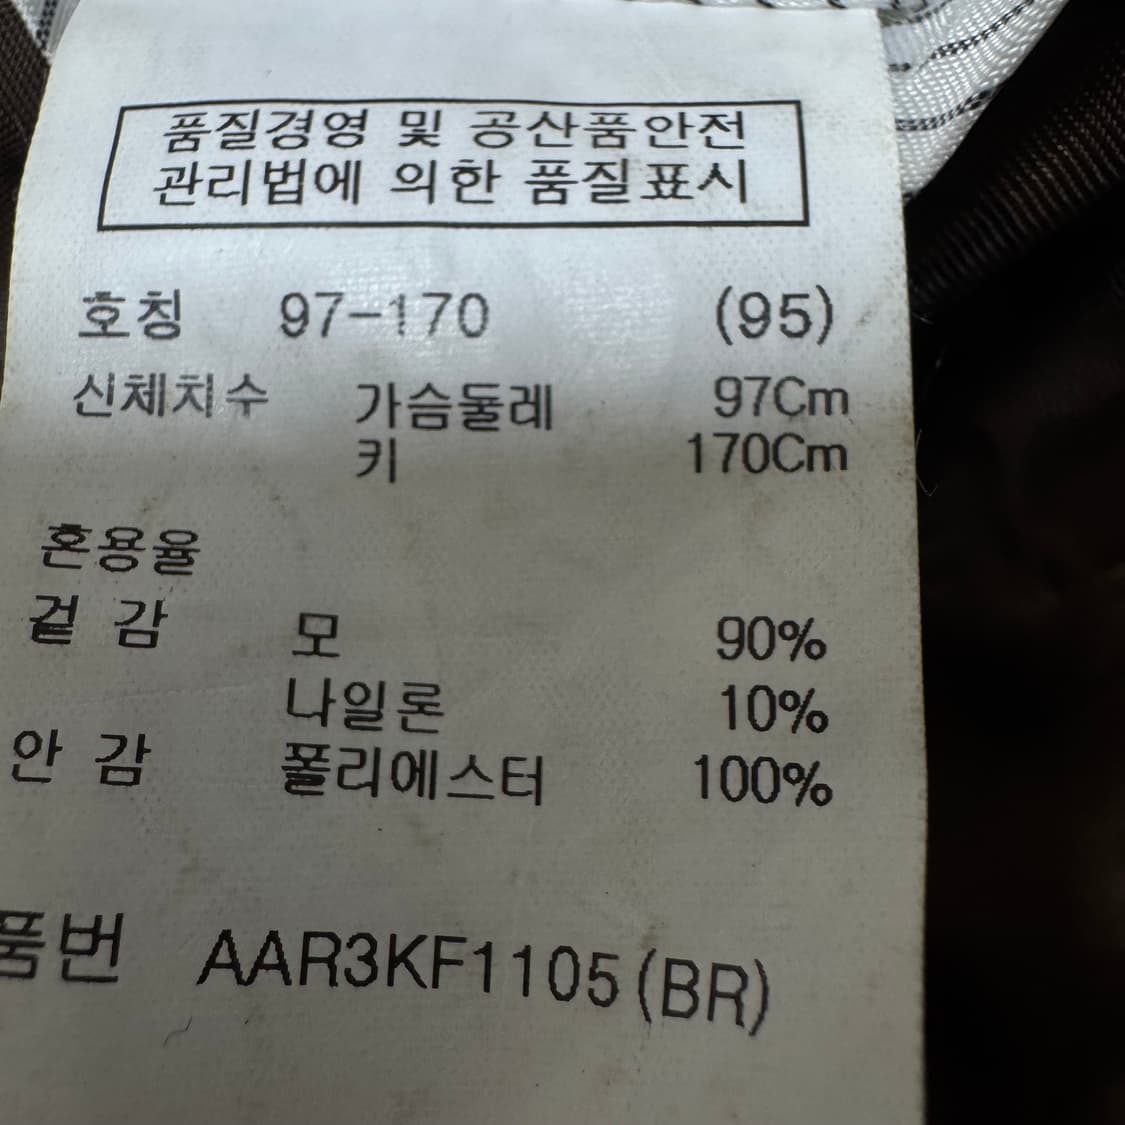 품질경영 및 공산품안전
관리법에 의한 품질표시
호칭 97-170 (95)
신체치수 가슴둘레 97Cm
키 170Cm
혼용율
겉 감 모 90%
나일론 10%
안 감 폴리에스터 100%
품번 AAR3KF1105(BR)